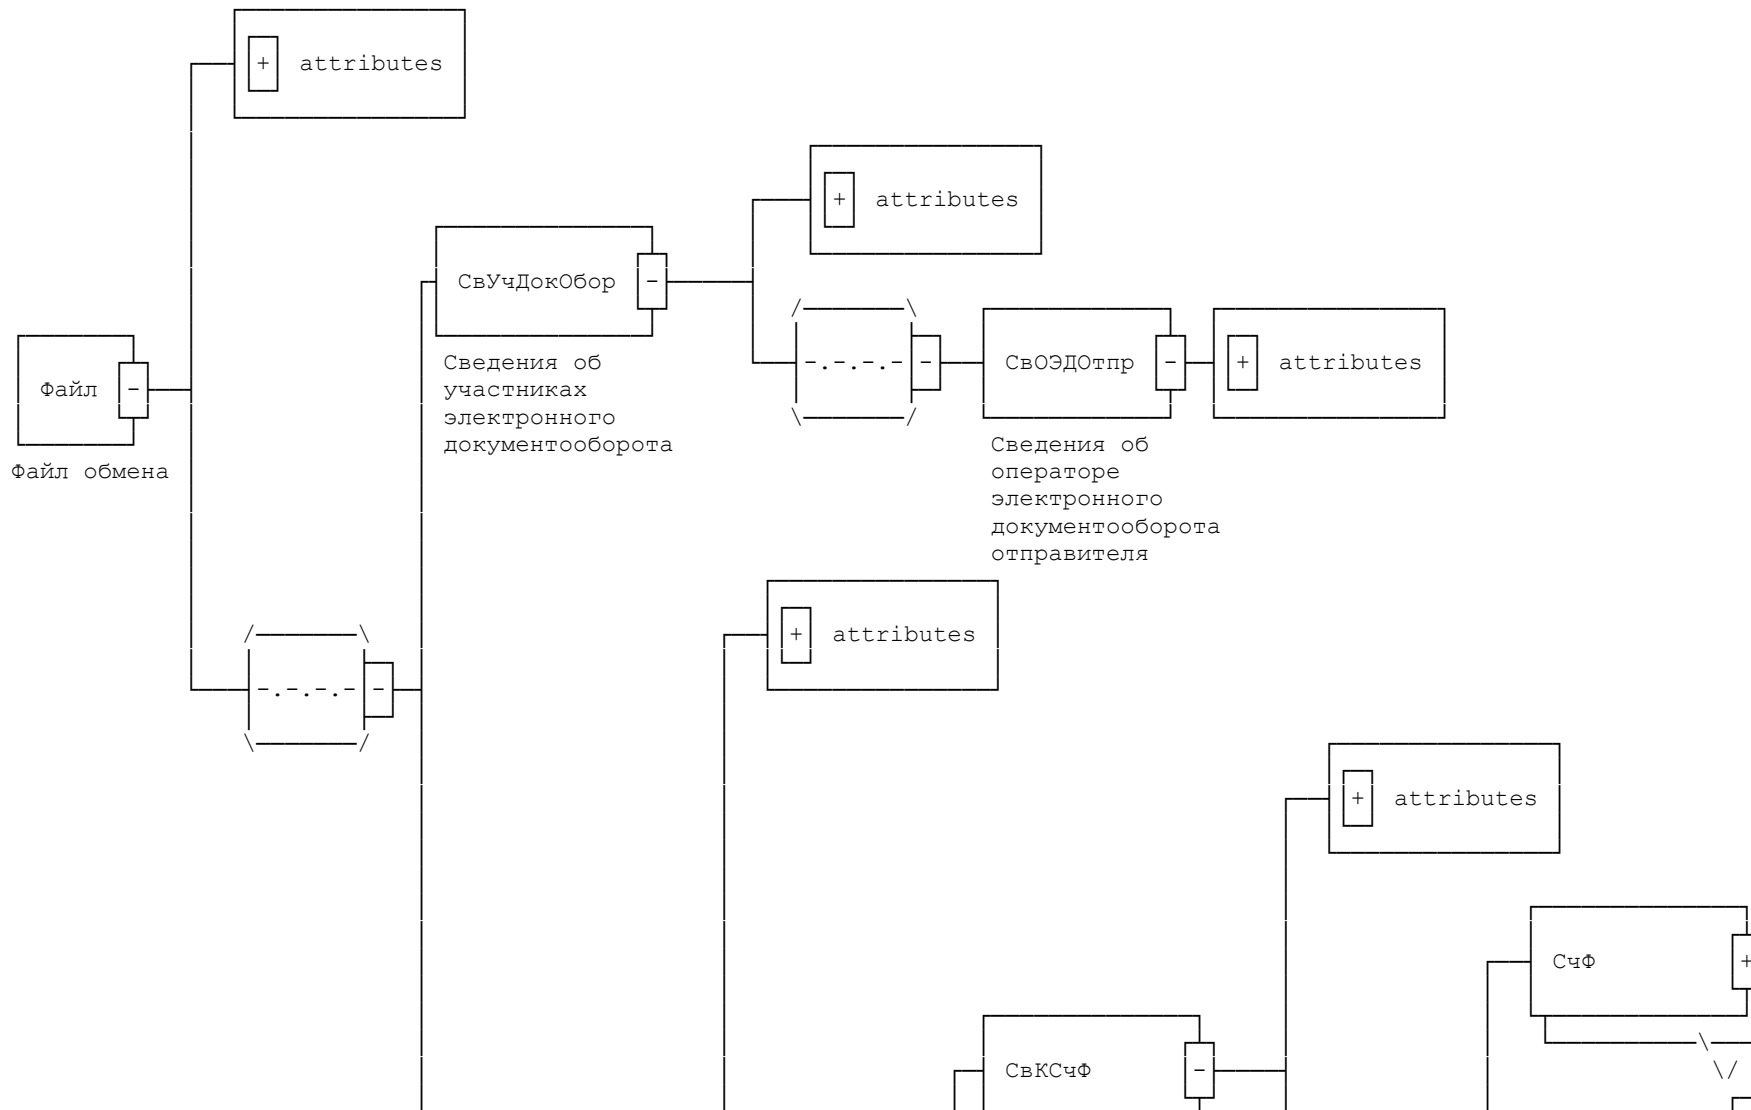 + attributes
+ attributes
СвУчДокОбор -
Сведения об
участниках
электронного
документооборота
-.-.-.- -
СвОЭДОтпр -
+ attributes
Файл -
Файл обмена
Сведения об
операторе
электронного
документооборота
отправителя
+ attributes
-.-.-.- -
+ attributes
СчФ +
СвКСчФ -